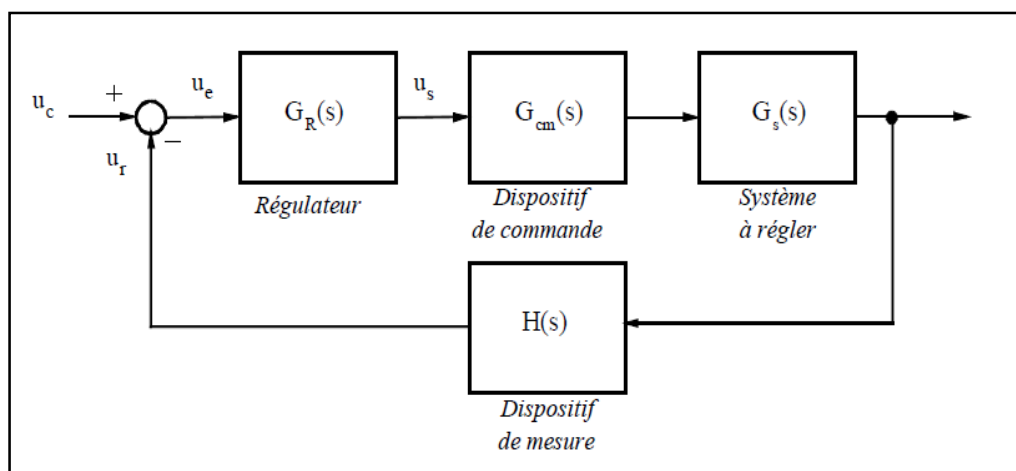 u_c
+
−
u_r
u_e
G_R(s)
Régulateur
u_s
G_cm(s)
Dispositif
de commande
G_s(s)
Système
à régler
H(s)
Dispositif
de mesure